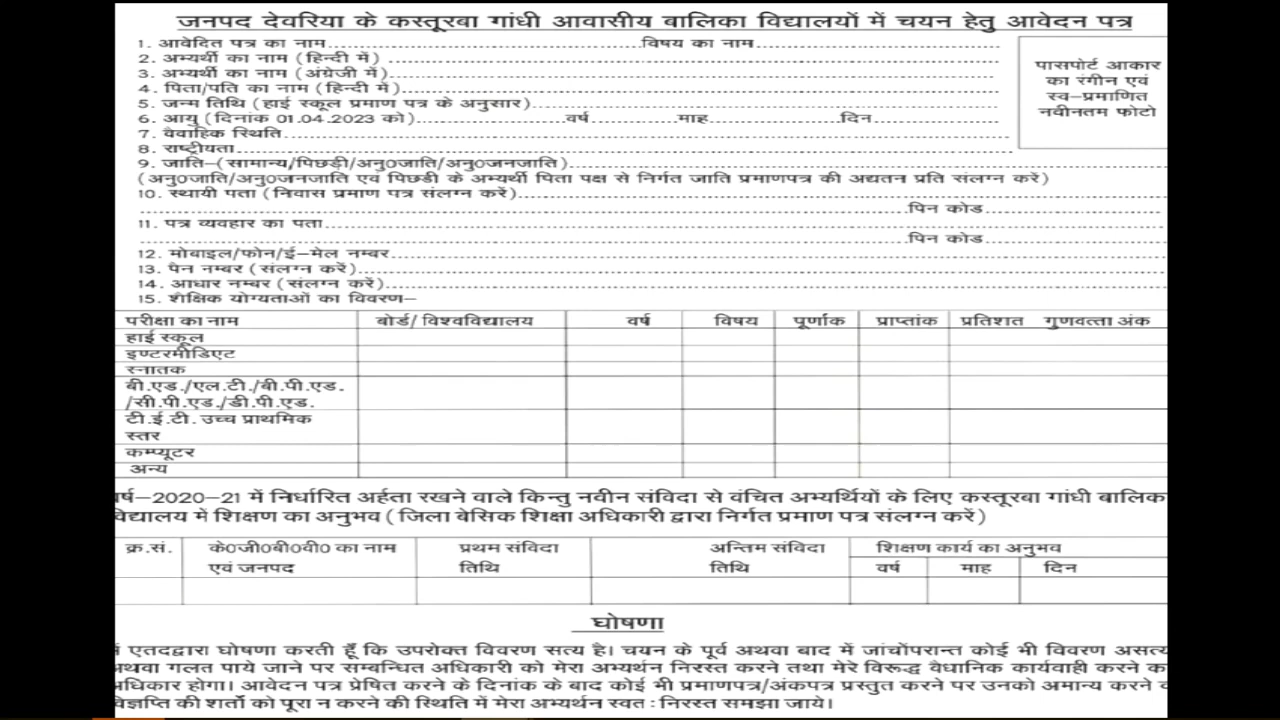 जनपद देवरिया के कस्तूरबा गांधी आवासीय बालिका विद्यालयों में चयन हेतु आवेदन पत्र
1. आवेदित पत्र का नाम..........विषय का नाम..........
2. अभ्यर्थी का नाम (हिन्दी में) ..........
3. अभ्यर्थी का नाम (अंग्रेजी में)..........
4. पिता/पति का नाम (हिन्दी में)..........
5. जन्म तिथि (हाई स्कूल प्रमाण पत्र के अनुसार)..........
6. आयु (दिनांक 01.04.2023 को)..........वर्ष..........माह..........दिन..........
7. वैवाहिक स्थिति..........
8. राष्ट्रीयता..........
पासपोर्ट आकार
का रंगीन एवं
स्व–प्रमाणित
नवीनतम फोटो
9. जाति–(सामान्य/पिछड़ी/अनु0जाति/अनु0जनजाति)..........
(अनु0जाति/अनु0जनजाति एवं पिछडी के अभ्यर्थी पिता पक्ष से निर्गत जाति प्रमाणपत्र की अद्यतन प्रति संलग्न करें)
10. स्थायी पता (निवास प्रमाण पत्र संलग्न करें)..........
..........पिन कोड..........
11. पत्र व्यवहार का पता..........
..........पिन कोड..........
12. मोबाइल/फोन/ई–मेल नम्बर..........
13. पैन नम्बर (संलग्न करें)..........
14. आधार नम्बर (संलग्न करें)..........
15. शैक्षिक योग्यताओं का विवरण–
परीक्षा का नाम बोर्ड/ विश्वविद्यालय वर्ष विषय पूर्णांक प्राप्तांक प्रतिशत गुणवत्ता अंक
हाई स्कूल
इण्टरमीडिएट
स्नातक
बी.एड./एल.टी./बी.पी.एड.
/सी.पी.एड./डी.पी.एड.
टी.ई.टी. उच्च प्राथमिक
स्तर
कम्प्यूटर
अन्य
वर्ष–2020–21 में निर्धारित अर्हता रखने वाले किन्तु नवीन संविदा से वंचित अभ्यर्थियों के लिए कस्तूरबा गांधी बालिका
विद्यालय में शिक्षण का अनुभव (जिला बेसिक शिक्षा अधिकारी द्वारा निर्गत प्रमाण पत्र संलग्न करें)
क्र.सं. के0जी0बी0वी0 का नाम प्रथम संविदा अन्तिम संविदा शिक्षण कार्य का अनुभव
एवं जनपद तिथि तिथि वर्ष माह दिन
घोषणा
एतदद्वारा घोषणा करती हूँ कि उपरोक्त विवरण सत्य है। चयन के पूर्व अथवा बाद में जांचोंपरान्त कोई भी विवरण असत्य
अथवा गलत पाये जाने पर सम्बन्धित अधिकारी को मेरा अभ्यर्थन निरस्त करने तथा मेरे विरूद्ध वैधानिक कार्यवाही करने का
अधिकार होगा। आवेदन पत्र प्रेषित करने के दिनांक के बाद कोई भी प्रमाणपत्र/अंकपत्र प्रस्तुत करने पर उनको अमान्य करने
विज्ञप्ति की शर्तो को पूरा न करने की स्थिति में मेरा अभ्यर्थन स्वत: निरस्त समझा जाये।